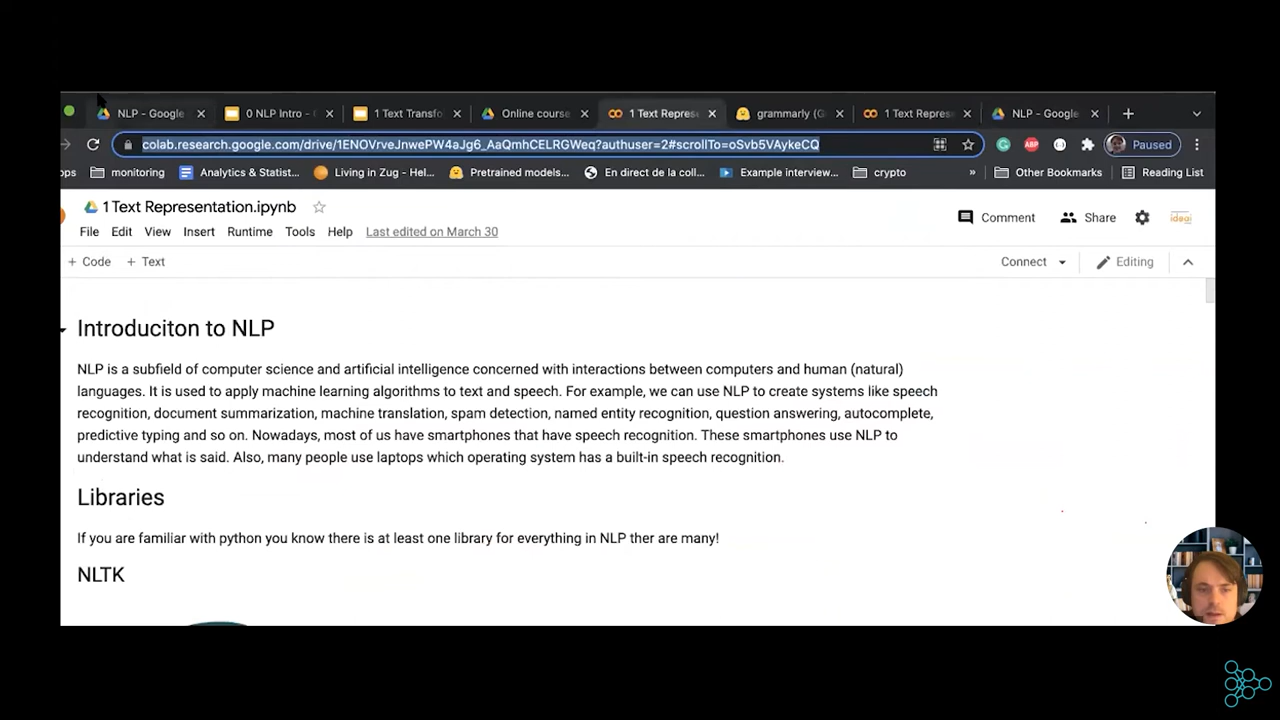 NLP - Google
0 NLP Intro -
1 Text Transfo
Online course
1 Text Repres
grammarly (G
1 Text Repres
NLP - Google
colab.research.google.com/drive/1ENOVrveJnwePW4aJg6_AaQmhCELRGWeq?authuser=2#scrollTo=oSvb5VAykeCQ
Paused
ops
monitoring
Analytics & Statist...
Living in Zug - Hel...
Pretrained models...
En direct de la coll...
Example interview...
crypto
»
Other Bookmarks
Reading List
1 Text Representation.ipynb
Comment
Share
ideai
File Edit View Insert Runtime Tools Help Last edited on March 30
+ Code + Text
Connect
Editing
Introduciton to NLP
NLP is a subfield of computer science and artificial intelligence concerned with interactions between computers and human (natural)
languages. It is used to apply machine learning algorithms to text and speech. For example, we can use NLP to create systems like speech
recognition, document summarization, machine translation, spam detection, named entity recognition, question answering, autocomplete,
predictive typing and so on. Nowadays, most of us have smartphones that have speech recognition. These smartphones use NLP to
understand what is said. Also, many people use laptops which operating system has a built-in speech recognition.
Libraries
If you are familiar with python you know there is at least one library for everything in NLP ther are many!
NLTK